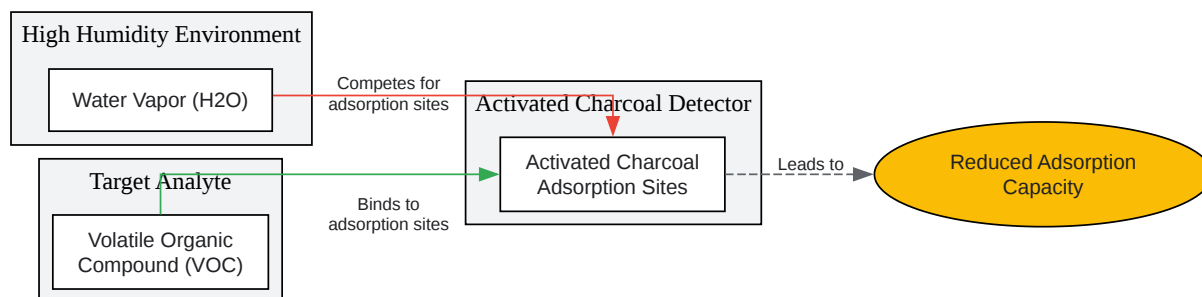 High Humidity Environment
Water Vapor (H2O)
Competes for
adsorption sites
Activated Charcoal Detector
Activated Charcoal
Adsorption Sites
Leads to
Reduced Adsorption
Capacity
Target Analyte
Volatile Organic
Compound (VOC)
Binds to
adsorption sites